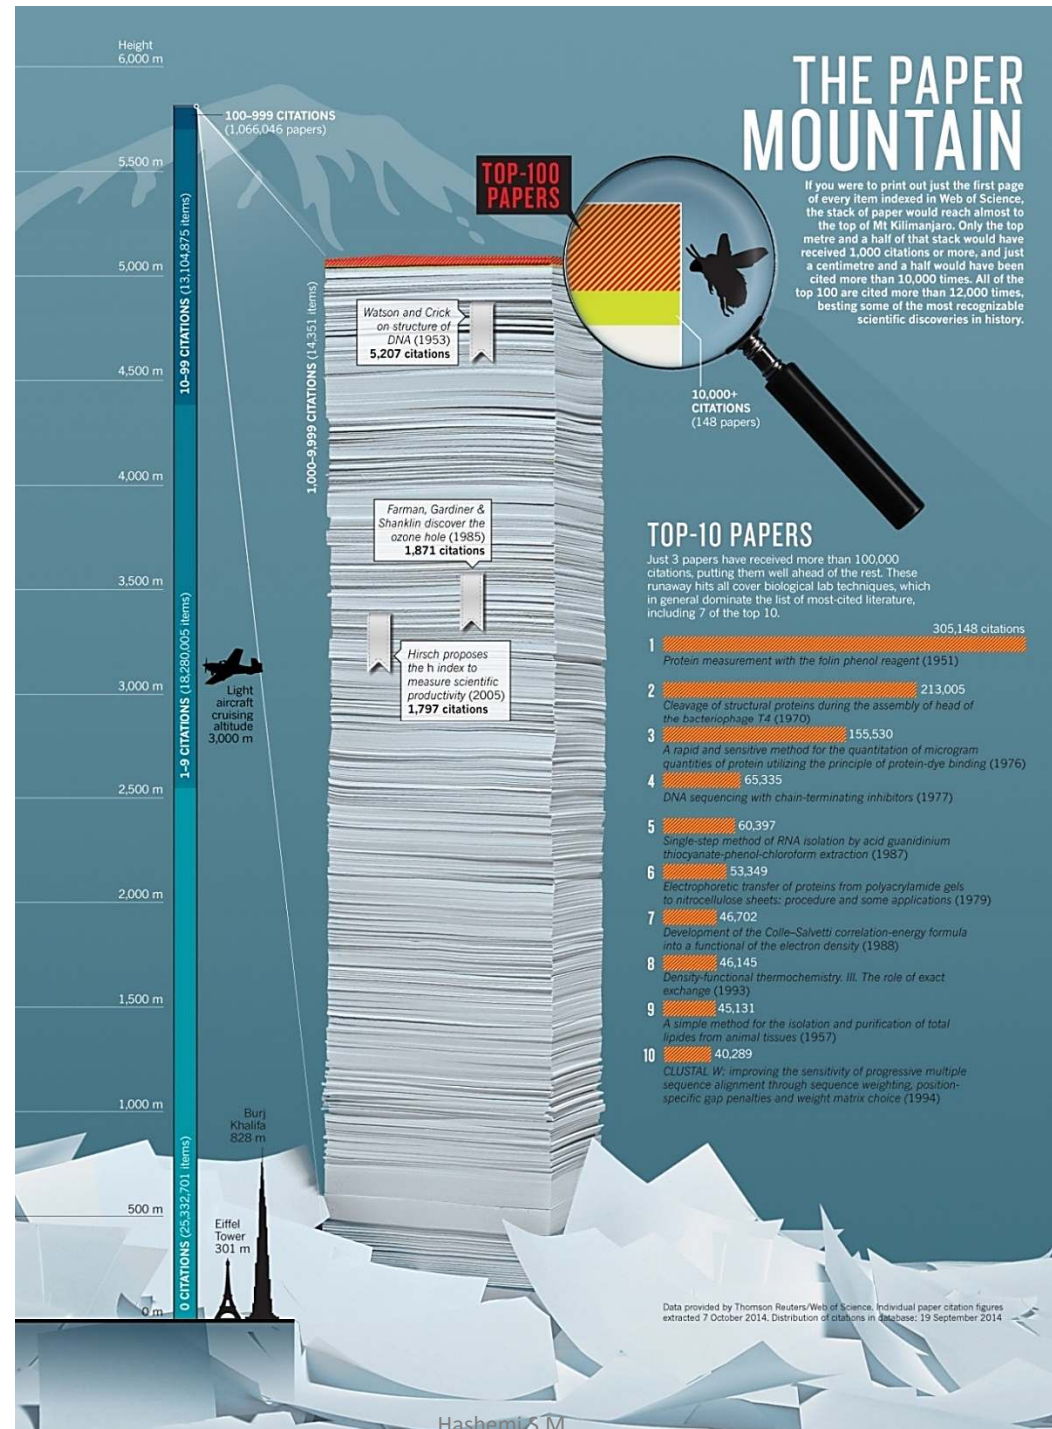 Height
6,000 m
5,500 m
5,000 m
4,500 m
4,000 m
3,500 m
3,000 m
2,500 m
2,000 m
1,500 m
1,000 m
500 m
0 m
100–999 CITATIONS
(1,066,046 papers)
10–99 CITATIONS (13,104,875 items)
1–9 CITATIONS (18,280,005 items)
0 CITATIONS (25,332,701 items)
Light
aircraft
cruising
altitude
3,000 m
Burj
Khalifa
828 m
Eiffel
Tower
301 m
1,000–9,999 CITATIONS (14,351 items)
TOP-100
PAPERS
Watson and Crick
on structure of
DNA (1953)
5,207 citations
Farman, Gardiner &
Shanklin discover the
ozone hole (1985)
1,871 citations
Hirsch proposes
the h index to
measure scientific
productivity (2005)
1,797 citations
10,000+
CITATIONS
(148 papers)
THE PAPER
MOUNTAIN
If you were to print out just the first page
of every item indexed in Web of Science,
the stack of paper would reach almost to
the top of Mt Kilimanjaro. Only the top
metre and a half of that stack would have
received 1,000 citations or more, and just
a centimetre and a half would have been
cited more than 10,000 times. All of the
top 100 are cited more than 12,000 times,
besting some of the most recognizable
scientific discoveries in history.
TOP-10 PAPERS
Just 3 papers have received more than 100,000
citations, putting them well ahead of the rest. These
runaway hits all cover biological lab techniques, which
in general dominate the list of most-cited literature,
including 7 of the top 10.
305,148 citations
1
Protein measurement with the folin phenol reagent (1951)
2 213,005
Cleavage of structural proteins during the assembly of head of
the bacteriophage T4 (1970)
3 155,530
A rapid and sensitive method for the quantitation of microgram
quantities of protein utilizing the principle of protein-dye binding (1976)
4 65,335
DNA sequencing with chain-terminating inhibitors (1977)
5 60,397
Single-step method of RNA isolation by acid guanidinium
thiocyanate-phenol-chloroform extraction (1987)
6 53,349
Electrophoretic transfer of proteins from polyacrylamide gels
to nitrocellulose sheets: procedure and some applications (1979)
7 46,702
Development of the Colle–Salvetti correlation-energy formula
into a functional of the electron density (1988)
8 46,145
Density-functional thermochemistry. III. The role of exact
exchange (1993)
9 45,131
A simple method for the isolation and purification of total
lipides from animal tissues (1957)
10 40,289
CLUSTAL W: improving the sensitivity of progressive multiple
sequence alignment through sequence weighting, position-
specific gap penalties and weight matrix choice (1994)
Data provided by Thomson Reuters/Web of Science. Individual paper citation figures
extracted 7 October 2014. Distribution of citations in database: 19 September 2014
Hashemi S M